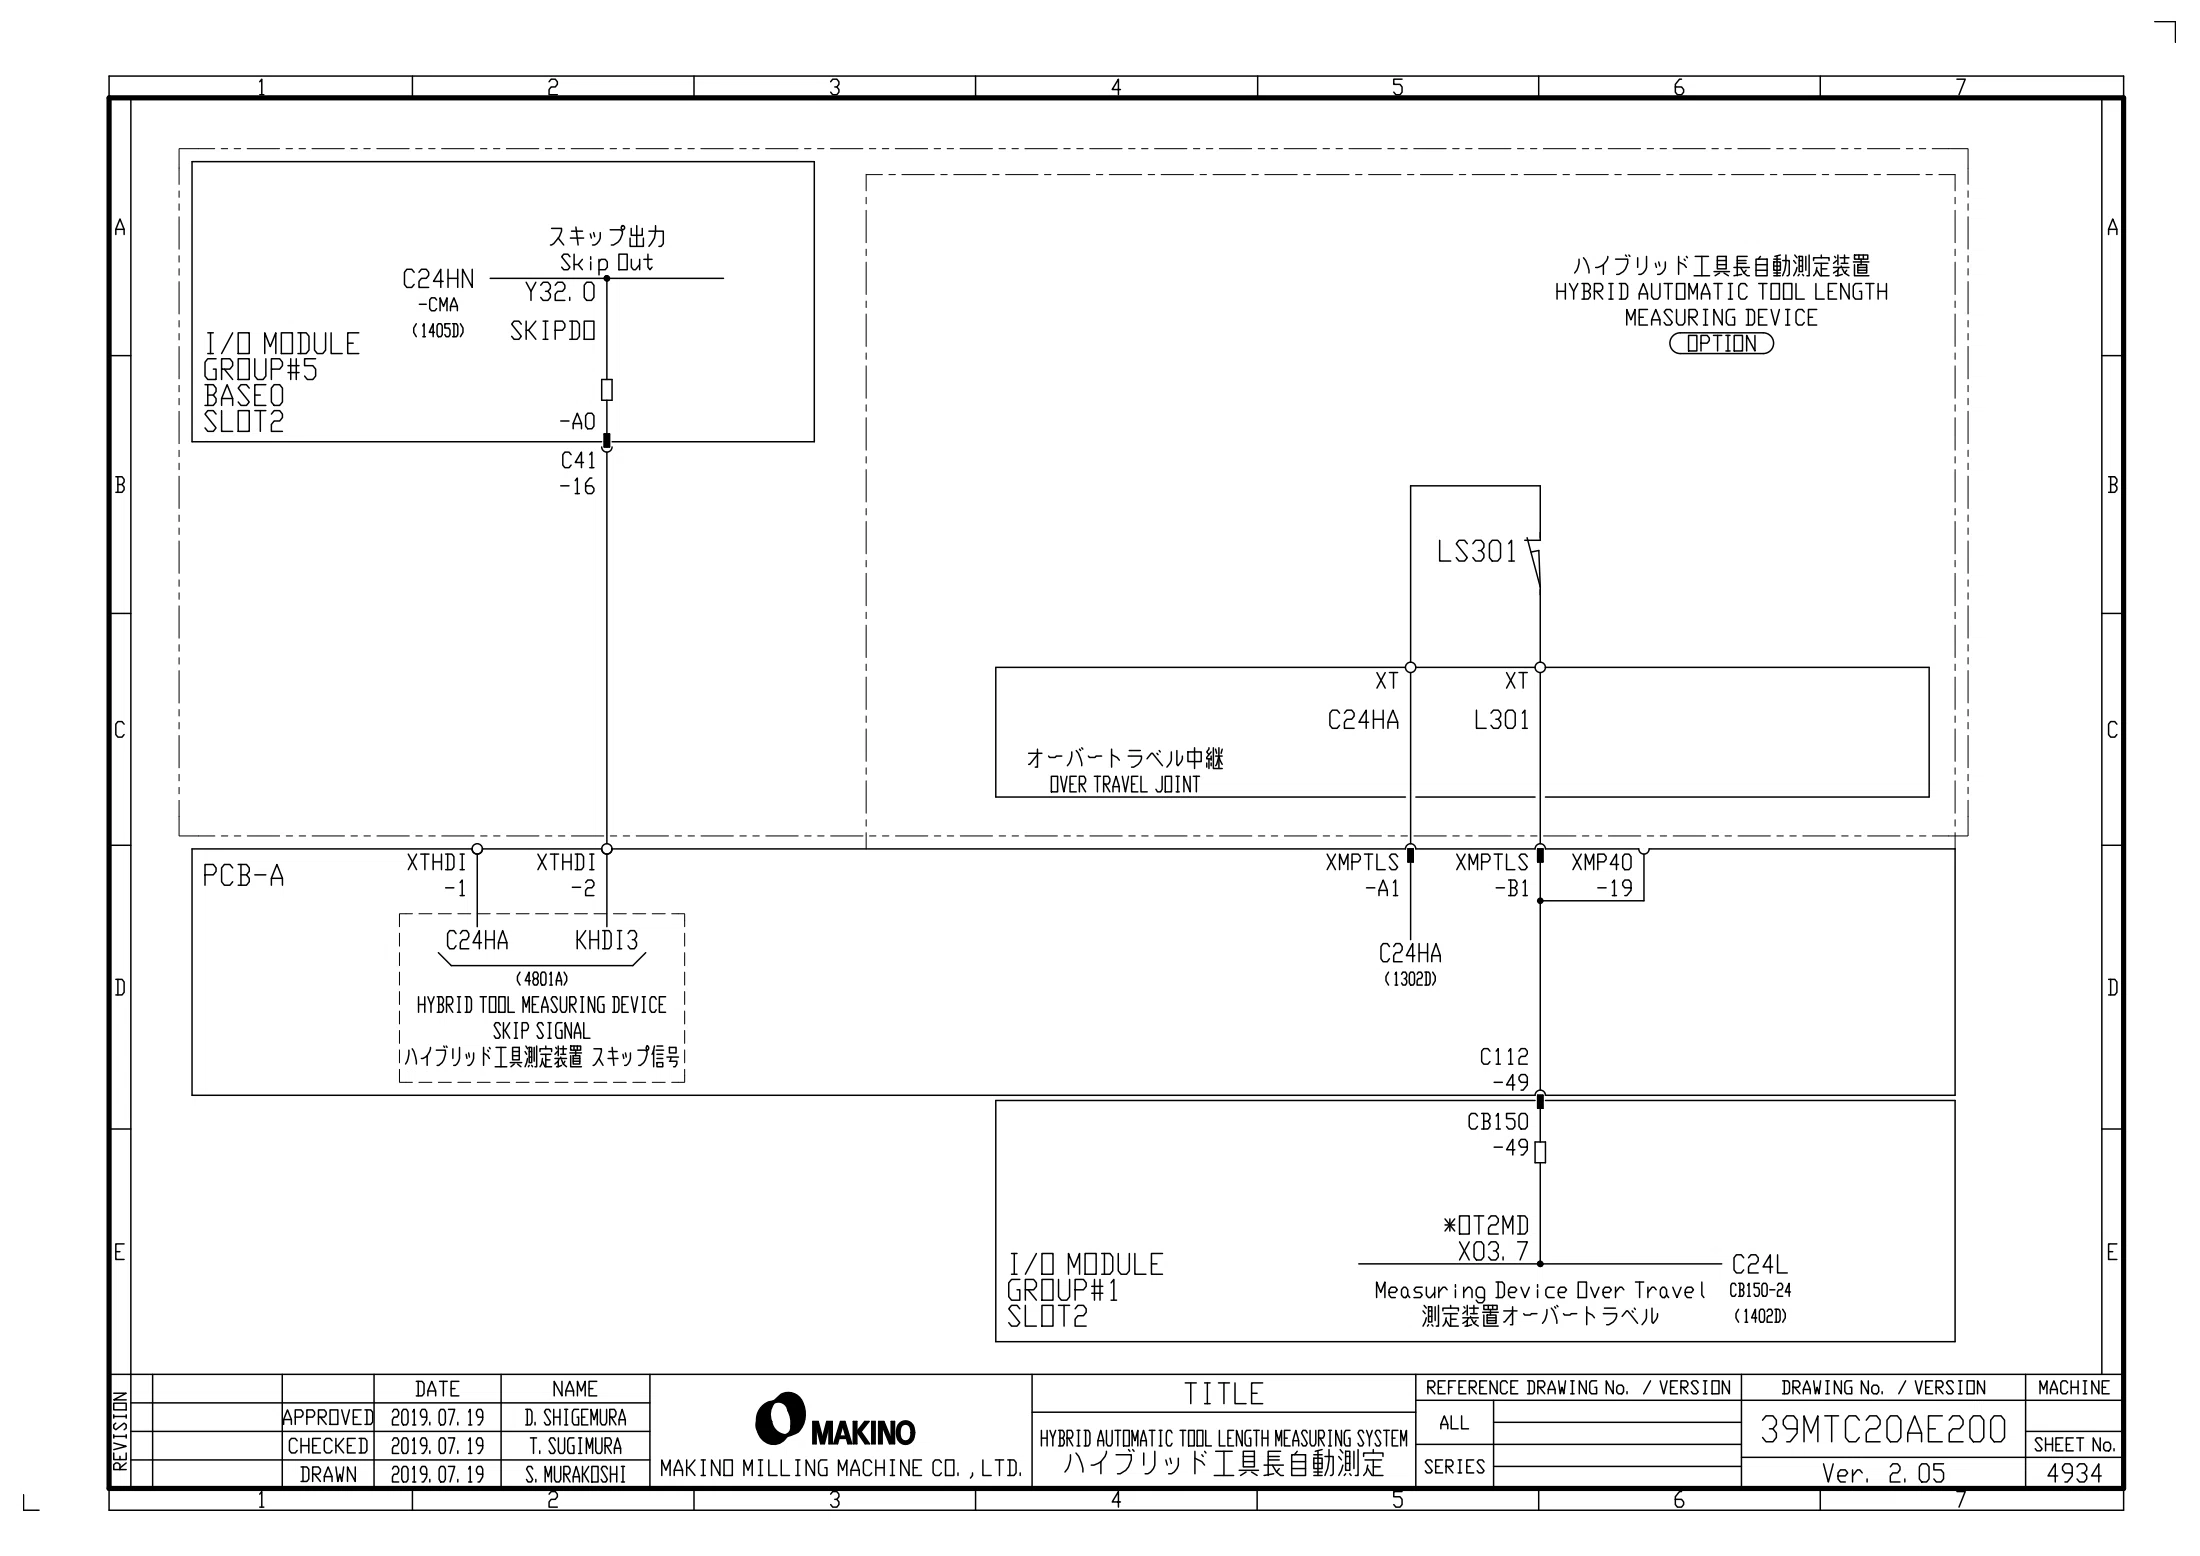 1 2 3 4 5 6 7
A
B
C
D
E
A
B
C
D
E
スキップ出力
Skip Out
C24HN
-CMA
(1405D)
Y32.0
SKIPDO
I/O MODULE
GROUP#5
BASE0
SLOT2
-A0
C41
-16
ハイブリッド工具長自動測定装置
HYBRID AUTOMATIC TOOL LENGTH
MEASURING DEVICE
OPTION
LS301
XT XT
C24HA L301
オーバートラベル中継
OVER TRAVEL JOINT
PCB-A
XTHDI XTHDI
-1 -2
C24HA KHDI3
(4801A)
HYBRID TOOL MEASURING DEVICE
SKIP SIGNAL
ハイブリッド工具測定装置 スキップ信号
XMPTLS XMPTLS XMP40
-A1 -B1 -19
C24HA
(1302D)
C112
-49
CB150
-49
*OT2MD
X03.7
C24L
CB150-24
(1402D)
Measuring Device Over Travel
測定装置オーバートラベル
I/O MODULE
GROUP#1
SLOT2
REVISION
DATE NAME
APPROVED 2019.07.19 D. SHIGEMURA
CHECKED 2019.07.19 T. SUGIMURA
DRAWN 2019.07.19 S. MURAKOSHI
MAKINO
MAKINO MILLING MACHINE CO.,LTD.
TITLE
HYBRID AUTOMATIC TOOL LENGTH MEASURING SYSTEM
ハイブリッド工具長自動測定
REFERENCE DRAWING No. / VERSION
ALL
SERIES
DRAWING No. / VERSION
39MTC20AE200
Ver. 2.05
MACHINE
SHEET No.
4934
1 2 3 4 5 6 7